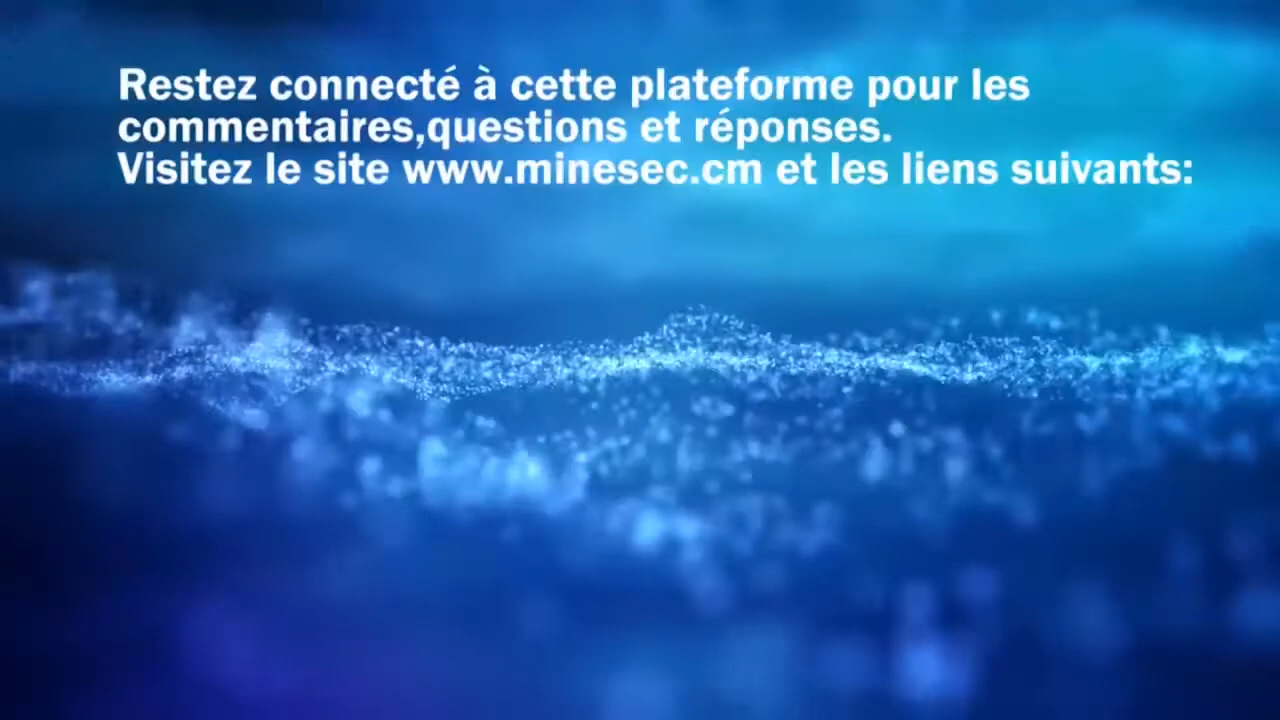 Restez connecté à cette plateforme pour les
commentaires,questions et réponses.
Visitez le site www.minesec.cm et les liens suivants: